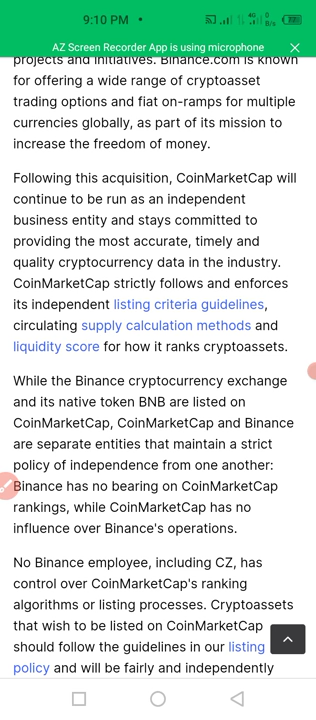 9:10 PM •
4G
0
B/s
AZ Screen Recorder App is using microphone
projects and initiatives. Binance.com is known
for offering a wide range of cryptoasset
trading options and fiat on-ramps for multiple
currencies globally, as part of its mission to
increase the freedom of money.
Following this acquisition, CoinMarketCap will
continue to be run as an independent
business entity and stays committed to
providing the most accurate, timely and
quality cryptocurrency data in the industry.
CoinMarketCap strictly follows and enforces
its independent listing criteria guidelines,
circulating supply calculation methods and
liquidity score for how it ranks cryptoassets.
While the Binance cryptocurrency exchange
and its native token BNB are listed on
CoinMarketCap, CoinMarketCap and Binance
are separate entities that maintain a strict
policy of independence from one another:
Binance has no bearing on CoinMarketCap
rankings, while CoinMarketCap has no
influence over Binance's operations.
No Binance employee, including CZ, has
control over CoinMarketCap's ranking
algorithms or listing processes. Cryptoassets
that wish to be listed on CoinMarketCap
should follow the guidelines in our listing
policy and will be fairly and independently